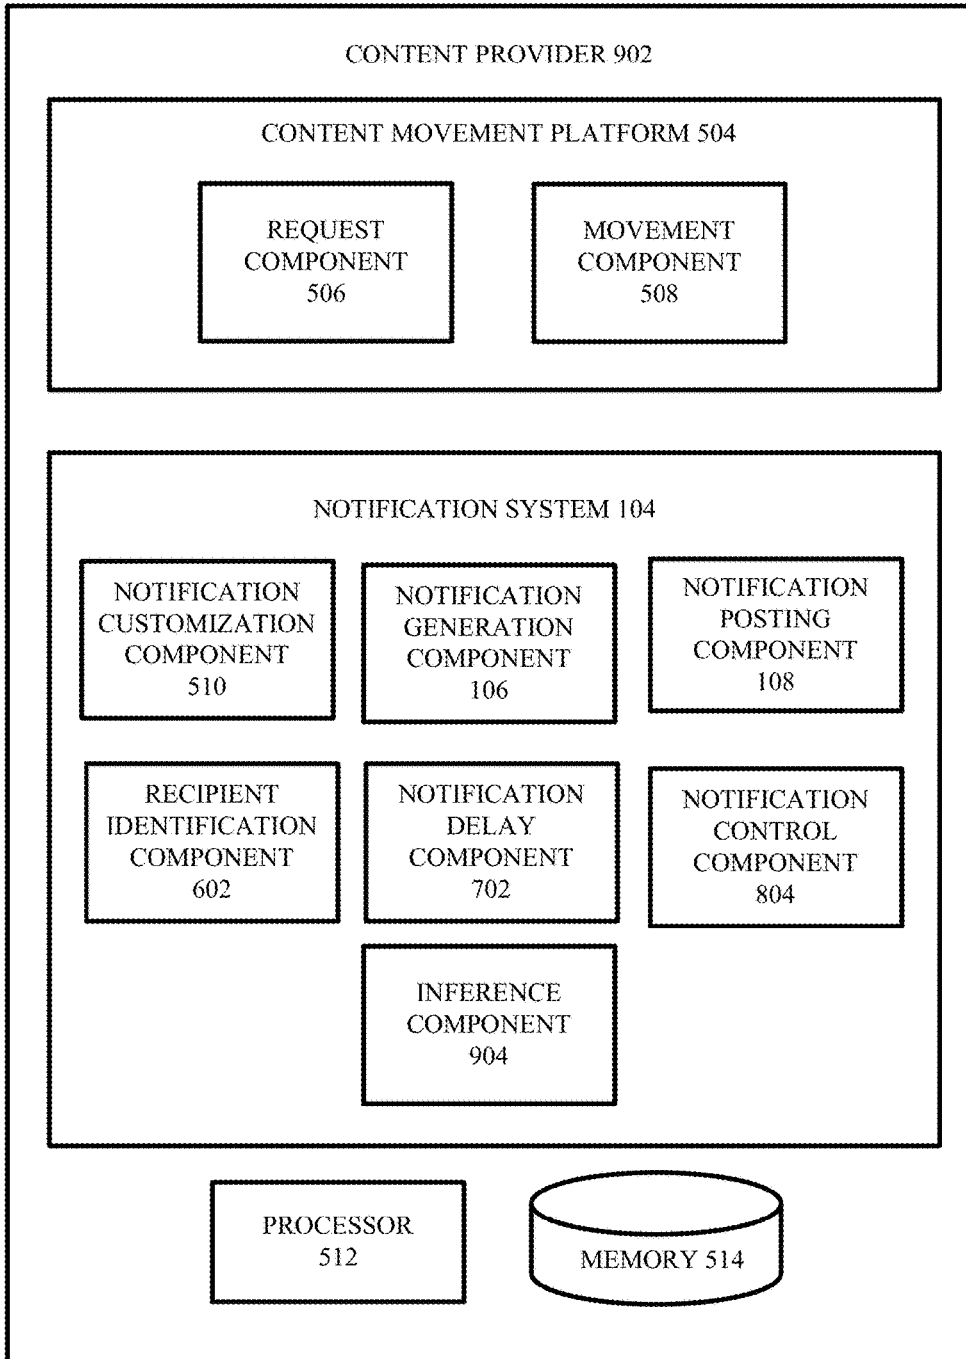 CONTENT PROVIDER 902
CONTENT MOVEMENT PLATFORM 504
REQUEST
COMPONENT
506
MOVEMENT
COMPONENT
508
NOTIFICATION SYSTEM 104
NOTIFICATION
CUSTOMIZATION
COMPONENT
510
NOTIFICATION
GENERATION
COMPONENT
106
NOTIFICATION
POSTING
COMPONENT
108
RECIPIENT
IDENTIFICATION
COMPONENT
602
NOTIFICATION
DELAY
COMPONENT
702
NOTIFICATION
CONTROL
COMPONENT
804
INFERENCE
COMPONENT
904
PROCESSOR
512
MEMORY 514